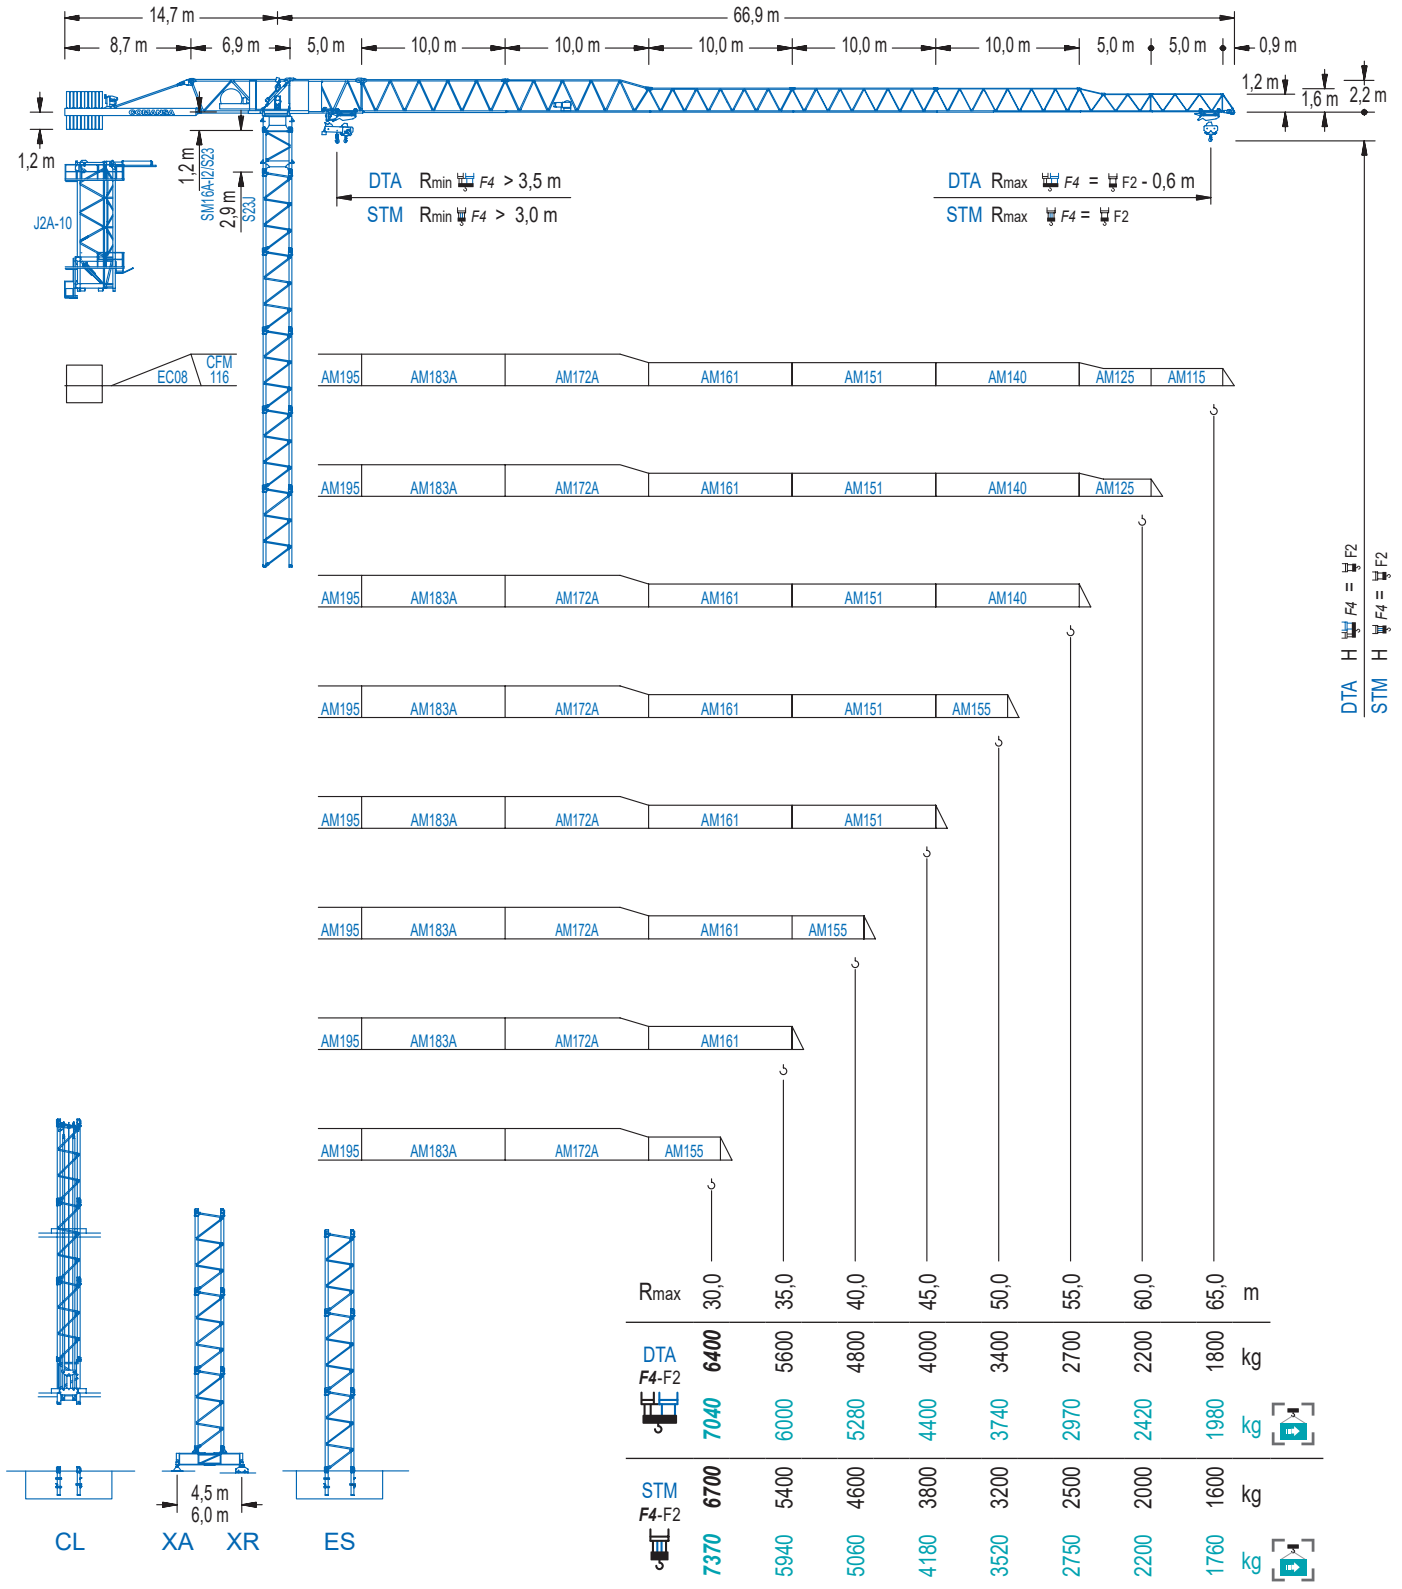 14,7 m 66,9 m
8,7 m 6,9 m 5,0 m 10,0 m 10,0 m 10,0 m 10,0 m 10,0 m 5,0 m 5,0 m 0,9 m
1,2 m 1,6 m 2,2 m
COMANSA
1,2 m
1,2 m
SM16A-I2/S23
2,9 m
S23J
J2A-10
DTA Rmin F4 > 3,5 m
STM Rmin F4 > 3,0 m
DTA Rmax F4 = F2 - 0,6 m
STM Rmax F4 = F2
EC08 CFM 116
AM195 AM183A AM172A AM161 AM151 AM140 AM125 AM115
AM195 AM183A AM172A AM161 AM151 AM140 AM125
AM195 AM183A AM172A AM161 AM151 AM140
DTA H F4 = F2
STM H F4 = F2
AM195 AM183A AM172A AM161 AM151 AM155
AM195 AM183A AM172A AM161 AM151
AM195 AM183A AM172A AM161 AM155
AM195 AM183A AM172A AM161
AM195 AM183A AM172A AM155
Rmax 30,0 35,0 40,0 45,0 50,0 55,0 60,0 65,0 m
DTA F4-F2 6400 5600 4800 4000 3400 2700 2200 1800 kg
7040 6000 5280 4400 3740 2970 2420 1980 kg
STM F4-F2 6700 5400 4600 3800 3200 2500 2000 1600 kg
7370 5940 5060 4180 3520 2750 2200 1760 kg
4,5 m
6,0 m
CL XA XR ES